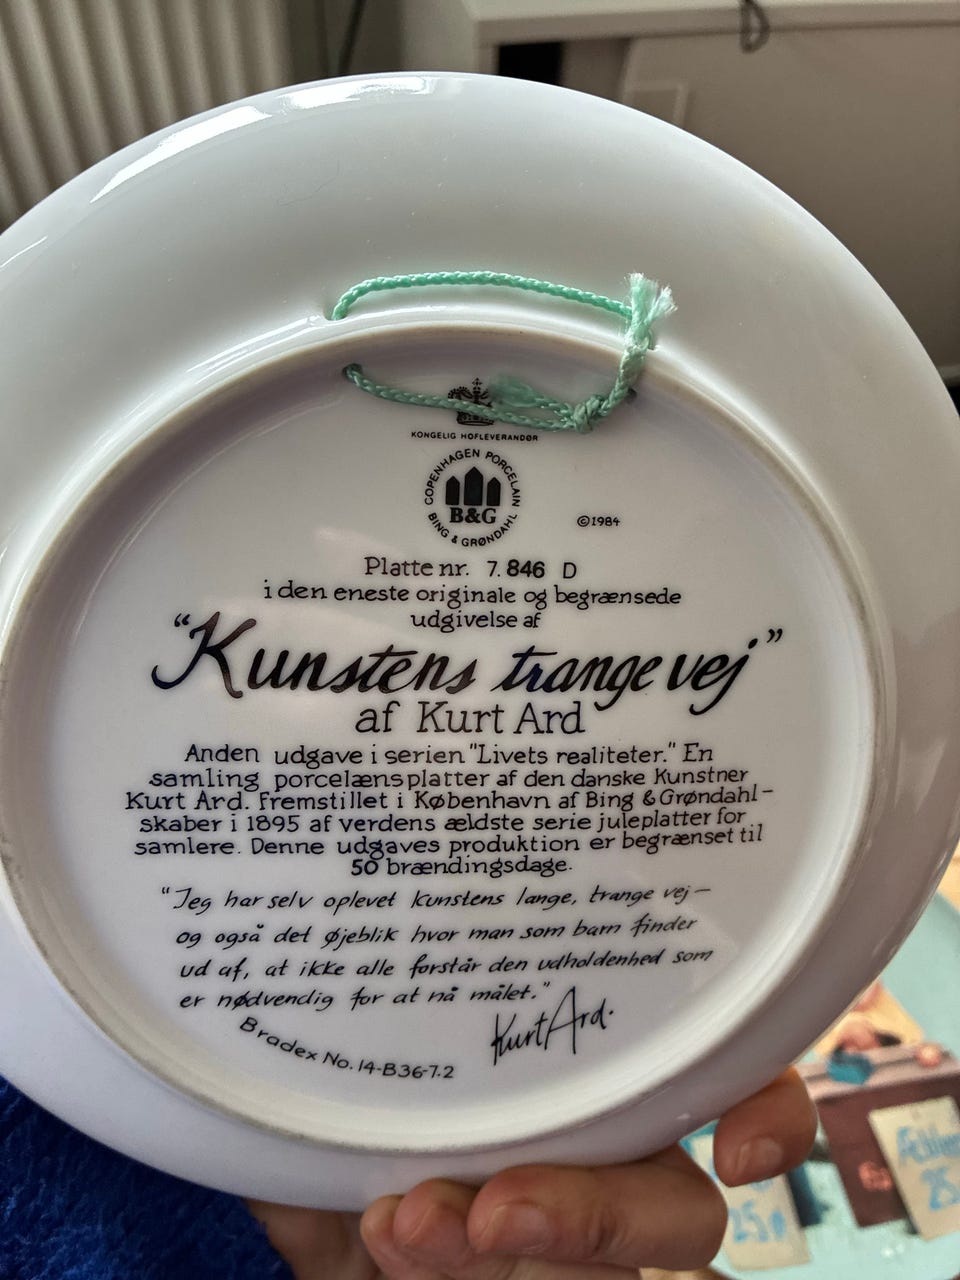 KONGELIG HOFLEVERANDØR
COPENHAGEN PORCELAIN
B&G
BING & GRØNDAHL
©1984
Platte nr. 7.846 D
i den eneste originale og begrænsede
udgivelse af
"Kunstens trange vej"
af Kurt Ard
Anden udgave i serien "Livets realiteter." En
samling porcelænsplatter af den danske Kunstner
Kurt Ard. Fremstillet i København af Bing & Grøndahl-
skaber i 1895 af verdens ældste serie juleplatter for
samlere. Denne udgaves produktion er begrænset til
50 brændingsdage.
"Jeg har selv oplevet kunstens lange, trange vej-
og også det øjeblik hvor man som barn finder
ud af, at ikke alle forstår den udholdenhed som
er nødvendig for at nå målet."
Kurt Ard.
Bradex No. 14-B36-7.2
25
25